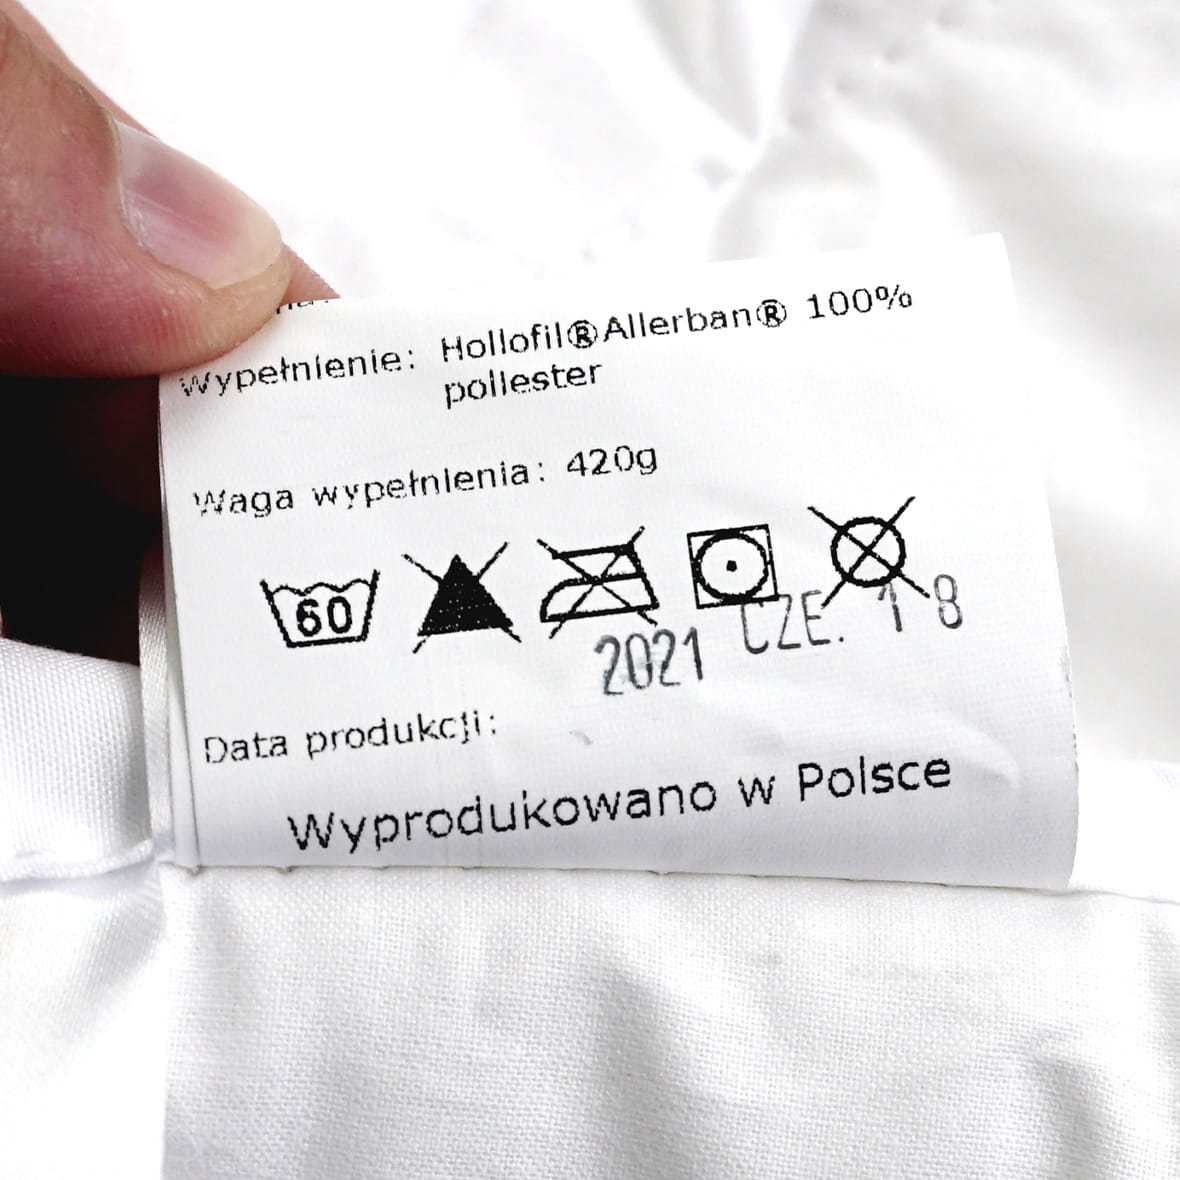 Wypełnienie: Hollofil®Allerban® 100%
poliester
Waga wypełnienia: 420g
60
2021 CZE. 18
Data produkcji:
Wyprodukowano w Polsce